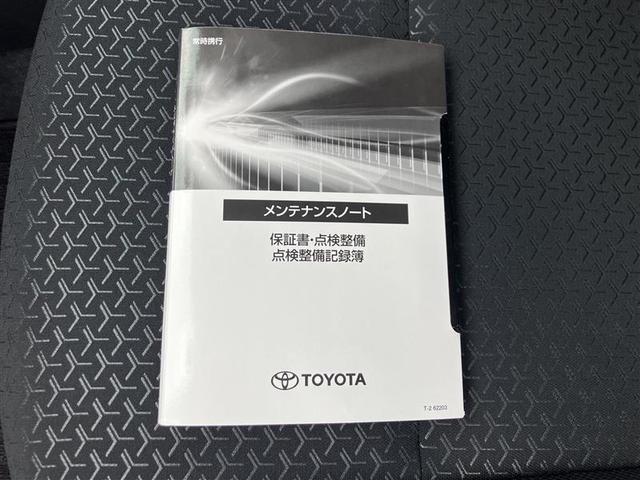 常時携行
メンテナンスノート
保証書・点検整備
点検整備記録簿
TOYOTA
T-2 62203